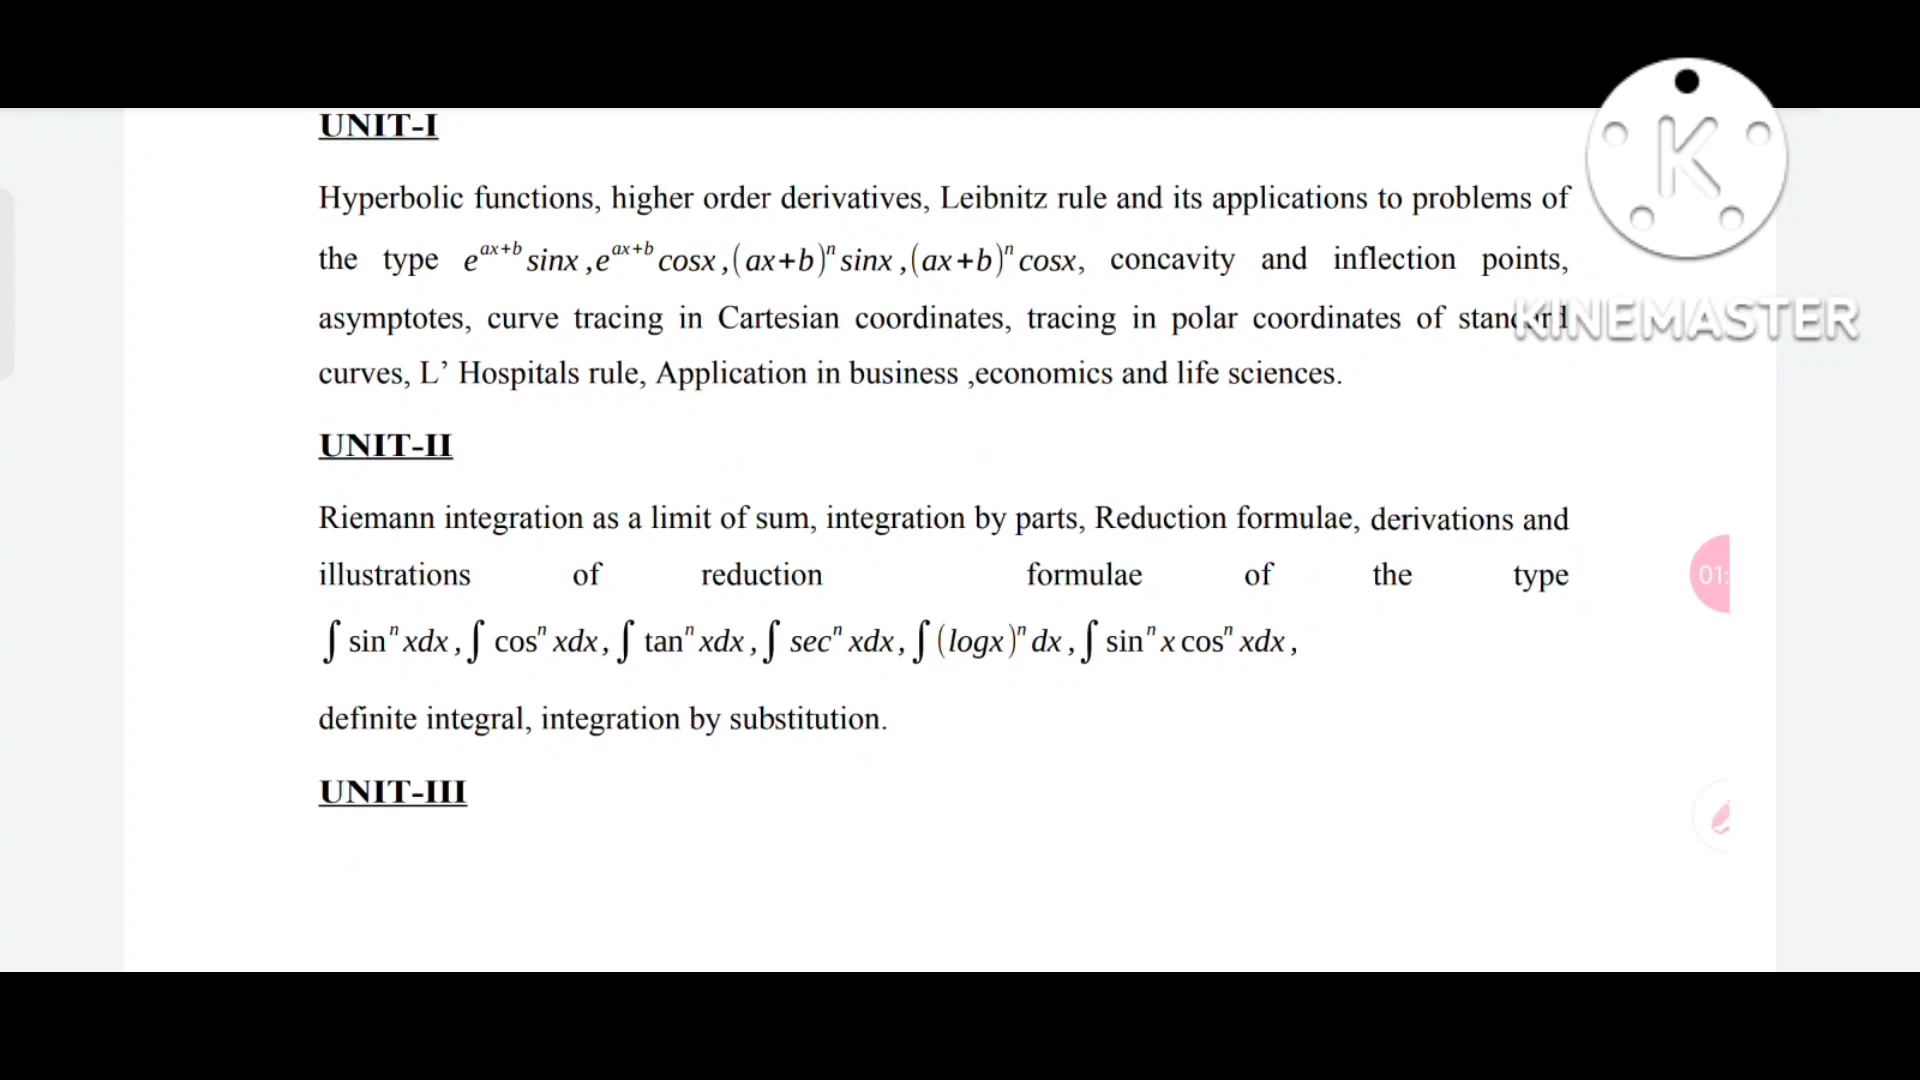 UNIT-I
Hyperbolic functions, higher order derivatives, Leibnitz rule and its applications to problems of
the type e^{ax+b} sinx ,e^{ax+b} cosx ,(ax+b)^n sinx ,(ax+b)^n cosx, concavity and inflection points,
asymptotes, curve tracing in Cartesian coordinates, tracing in polar coordinates of standard
KINEMASTER
curves, L’ Hospitals rule, Application in business ,economics and life sciences.
UNIT-II
Riemann integration as a limit of sum, integration by parts, Reduction formulae, derivations and
illustrations of reduction formulae of the type
01:
∫ sin^n xdx , ∫ cos^n xdx , ∫ tan^n xdx , ∫ sec^n xdx , ∫ (logx)^n dx , ∫ sin^n x cos^n xdx ,
definite integral, integration by substitution.
UNIT-III